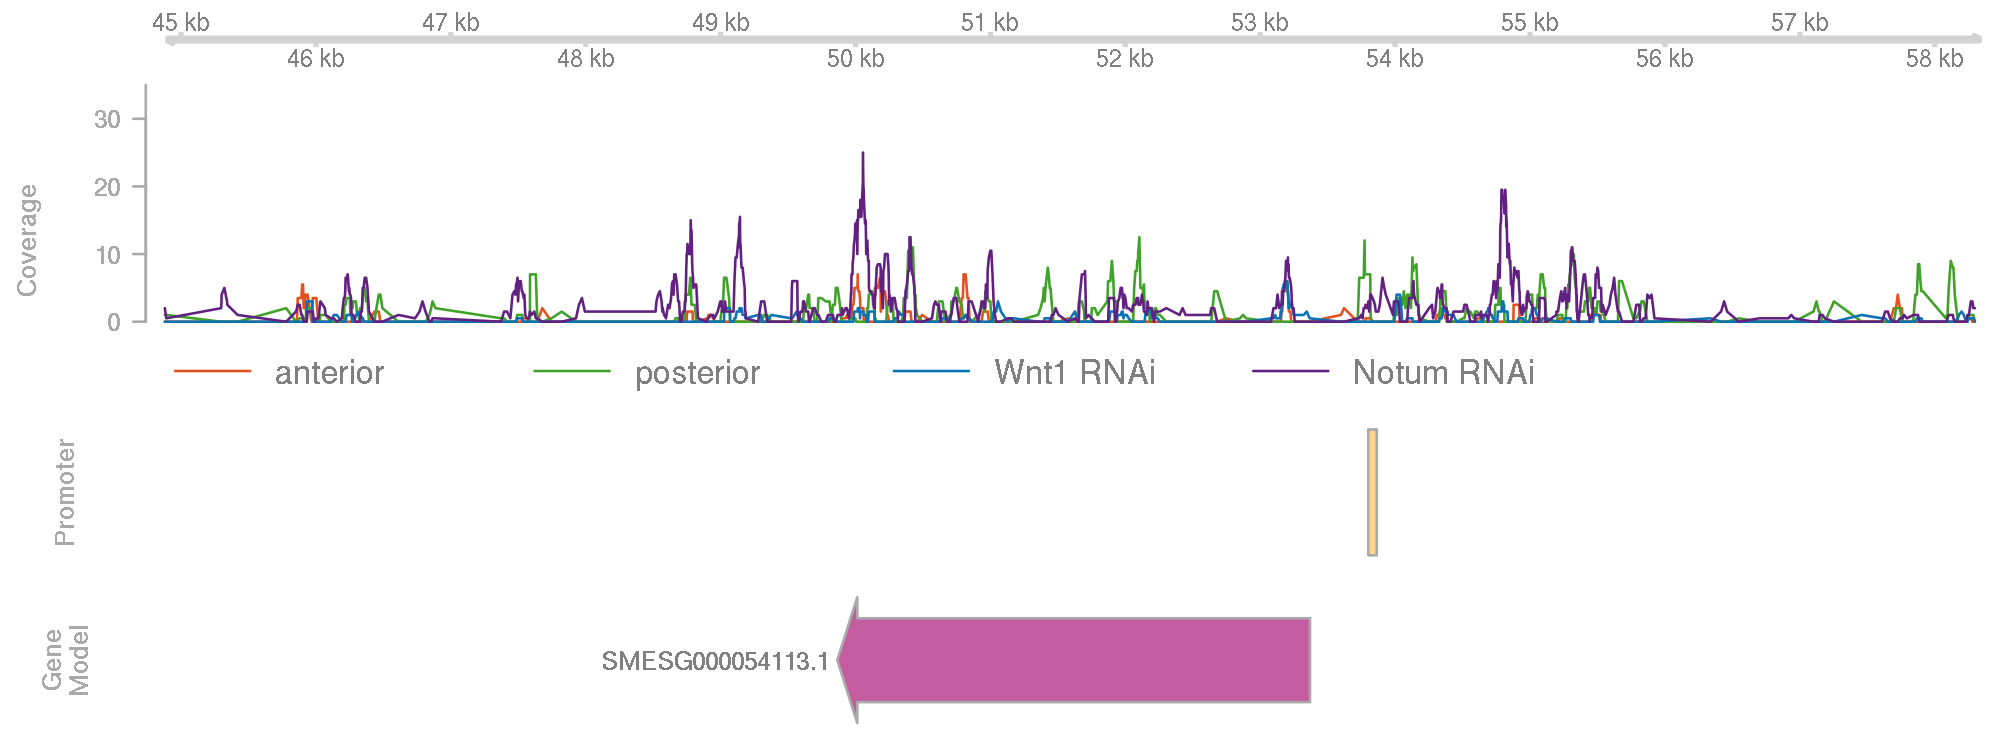 45 kb 47 kb 49 kb 51 kb 53 kb 55 kb 57 kb
46 kb 48 kb 50 kb 52 kb 54 kb 56 kb 58 kb
30
20
10
0
Coverage
anterior posterior Wnt1 RNAi Notum RNAi
Promoter
Gene
Model
SMESG000054113.1